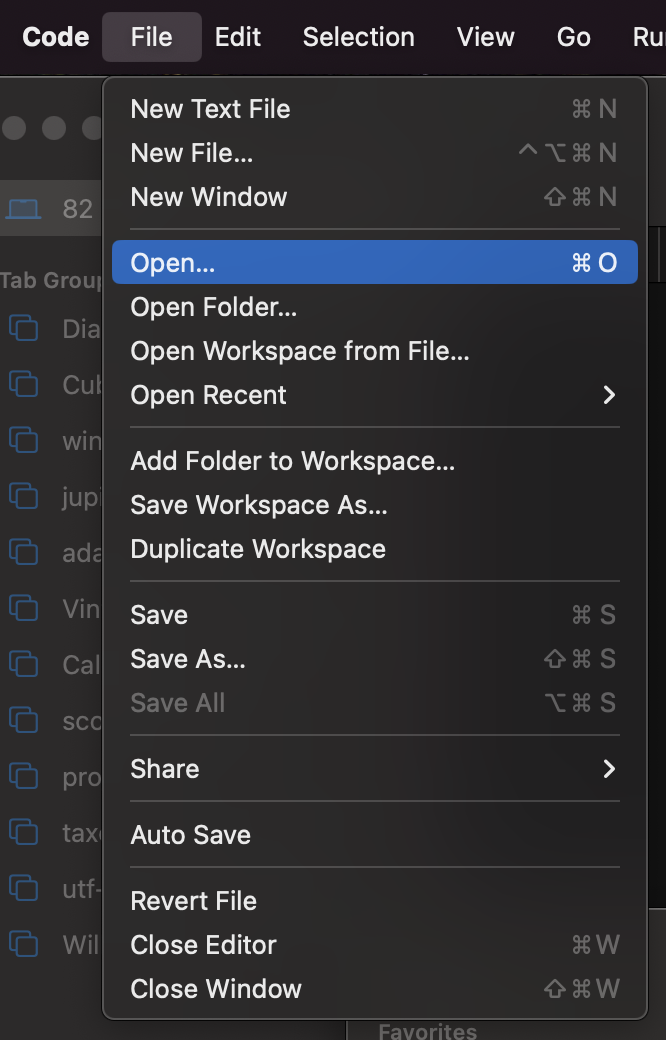 Code File Edit Selection View Go Ru
New Text File ⌘ N
New File... ^⌥⌘ N
New Window ⇧⌘ N
82
Open... ⌘ O
Tab Group
Open Folder...
Dia
Open Workspace from File...
Cub
Open Recent
win
Add Folder to Workspace...
jupi
Save Workspace As...
ada
Duplicate Workspace
Vin
Save ⌘ S
Cal
Save As... ⇧⌘ S
Save All ⌥⌘ S
sco
pro
Share
taxo
Auto Save
utf-
Revert File
Wil
Close Editor ⌘W
Close Window ⇧⌘W
Favorites